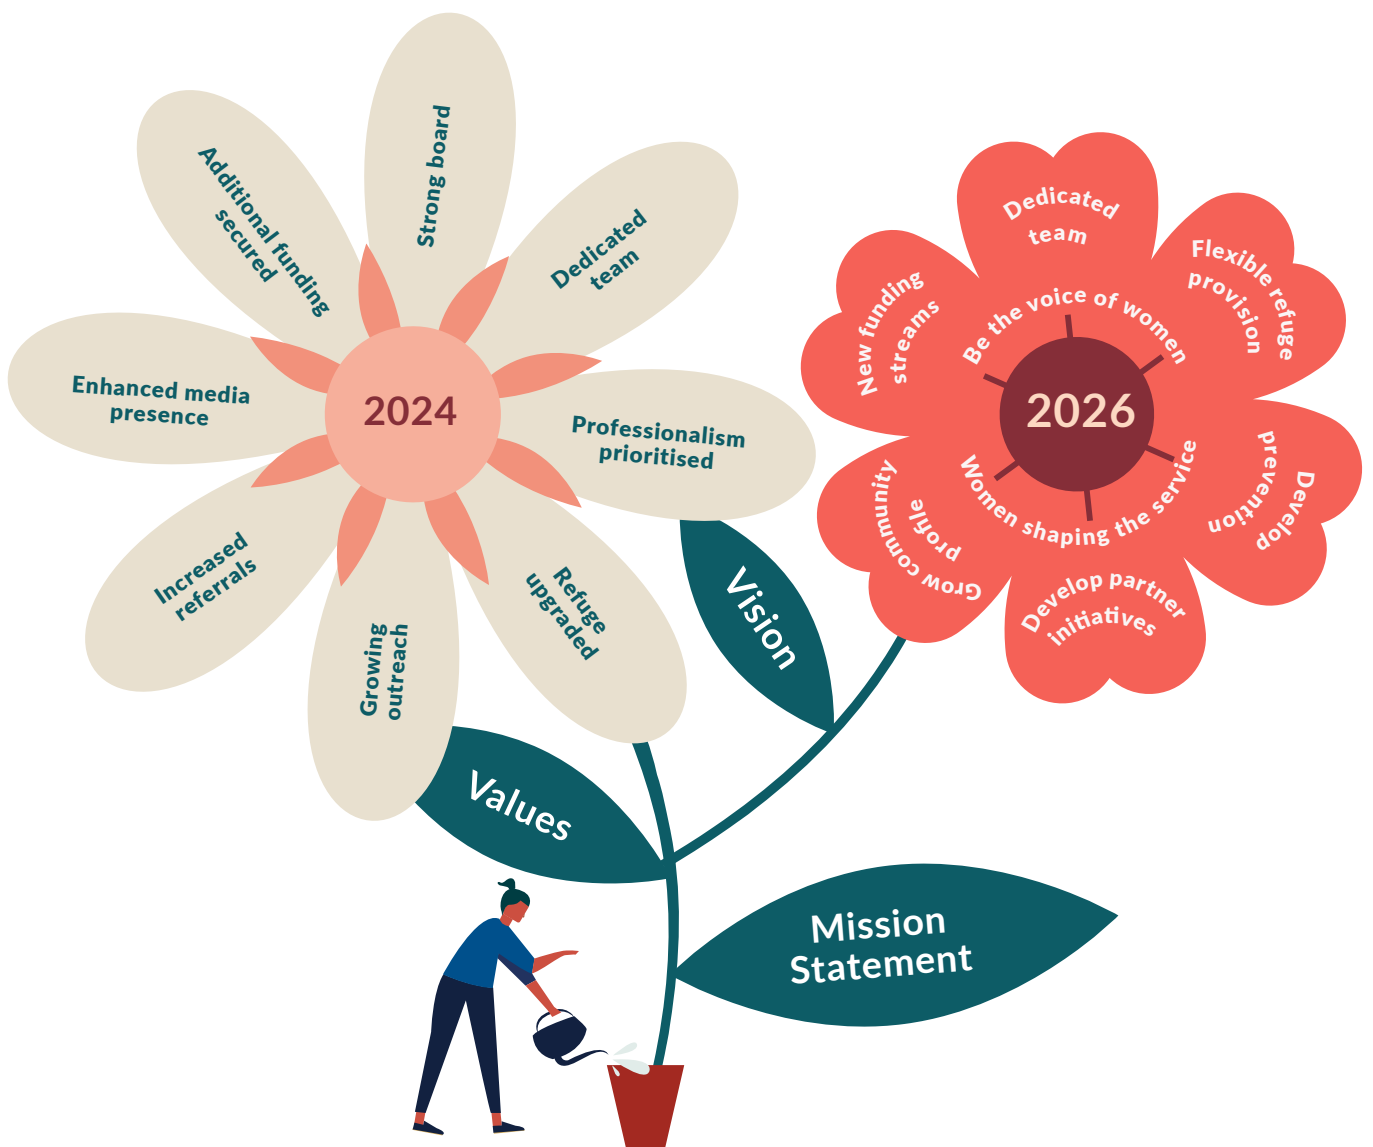 Strong board
Dedicated
team
Professionalism
prioritised
Refuge
upgraded
Growing
outreach
Increased
referrals
Enhanced media
presence
Additional funding
secured
2024
Dedicated
team
Flexible refuge
provision
Develop
prevention
Develop partner
initiatives
Grow community
profile
New funding
streams
Be the voice of women
2026
Women shaping the service
Vision
Values
Mission
Statement